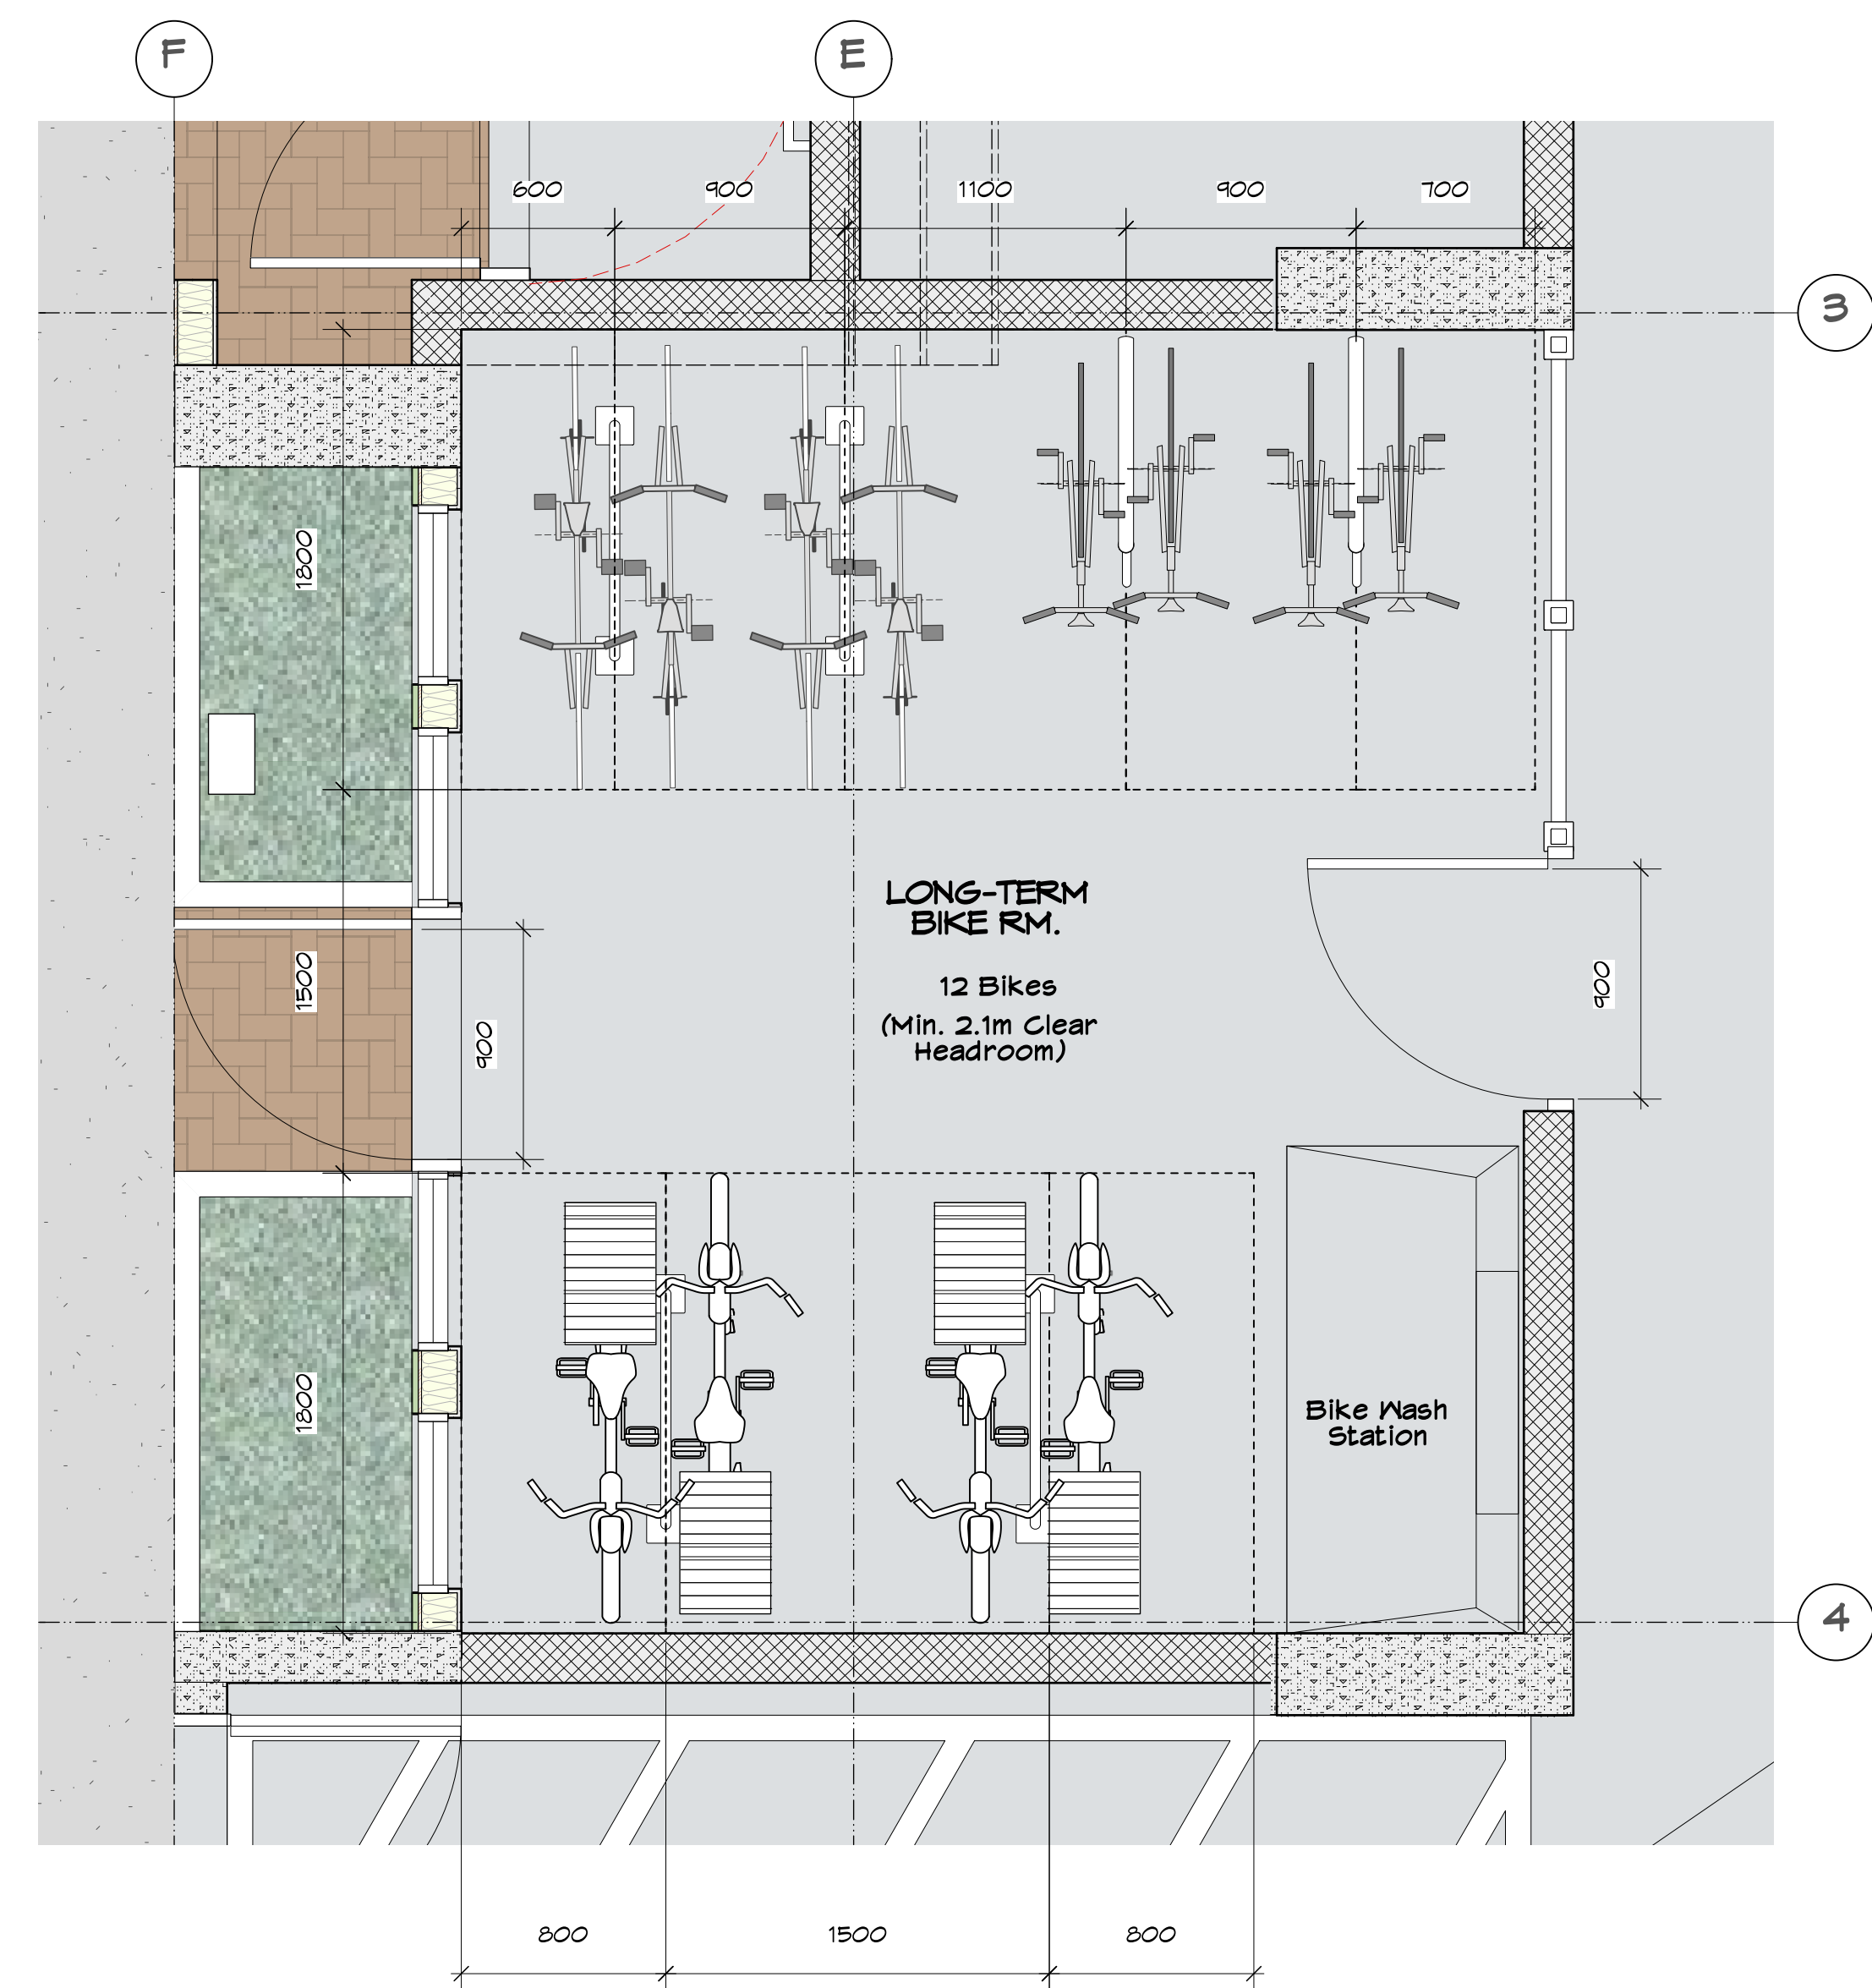 F
E
600
900
1100
900
700
3
1800
LONG-TERM
BIKE RM.
12 Bikes
(Min. 2.1m Clear
Headroom)
1500
900
900
1800
Bike Wash
Station
4
800
1500
800